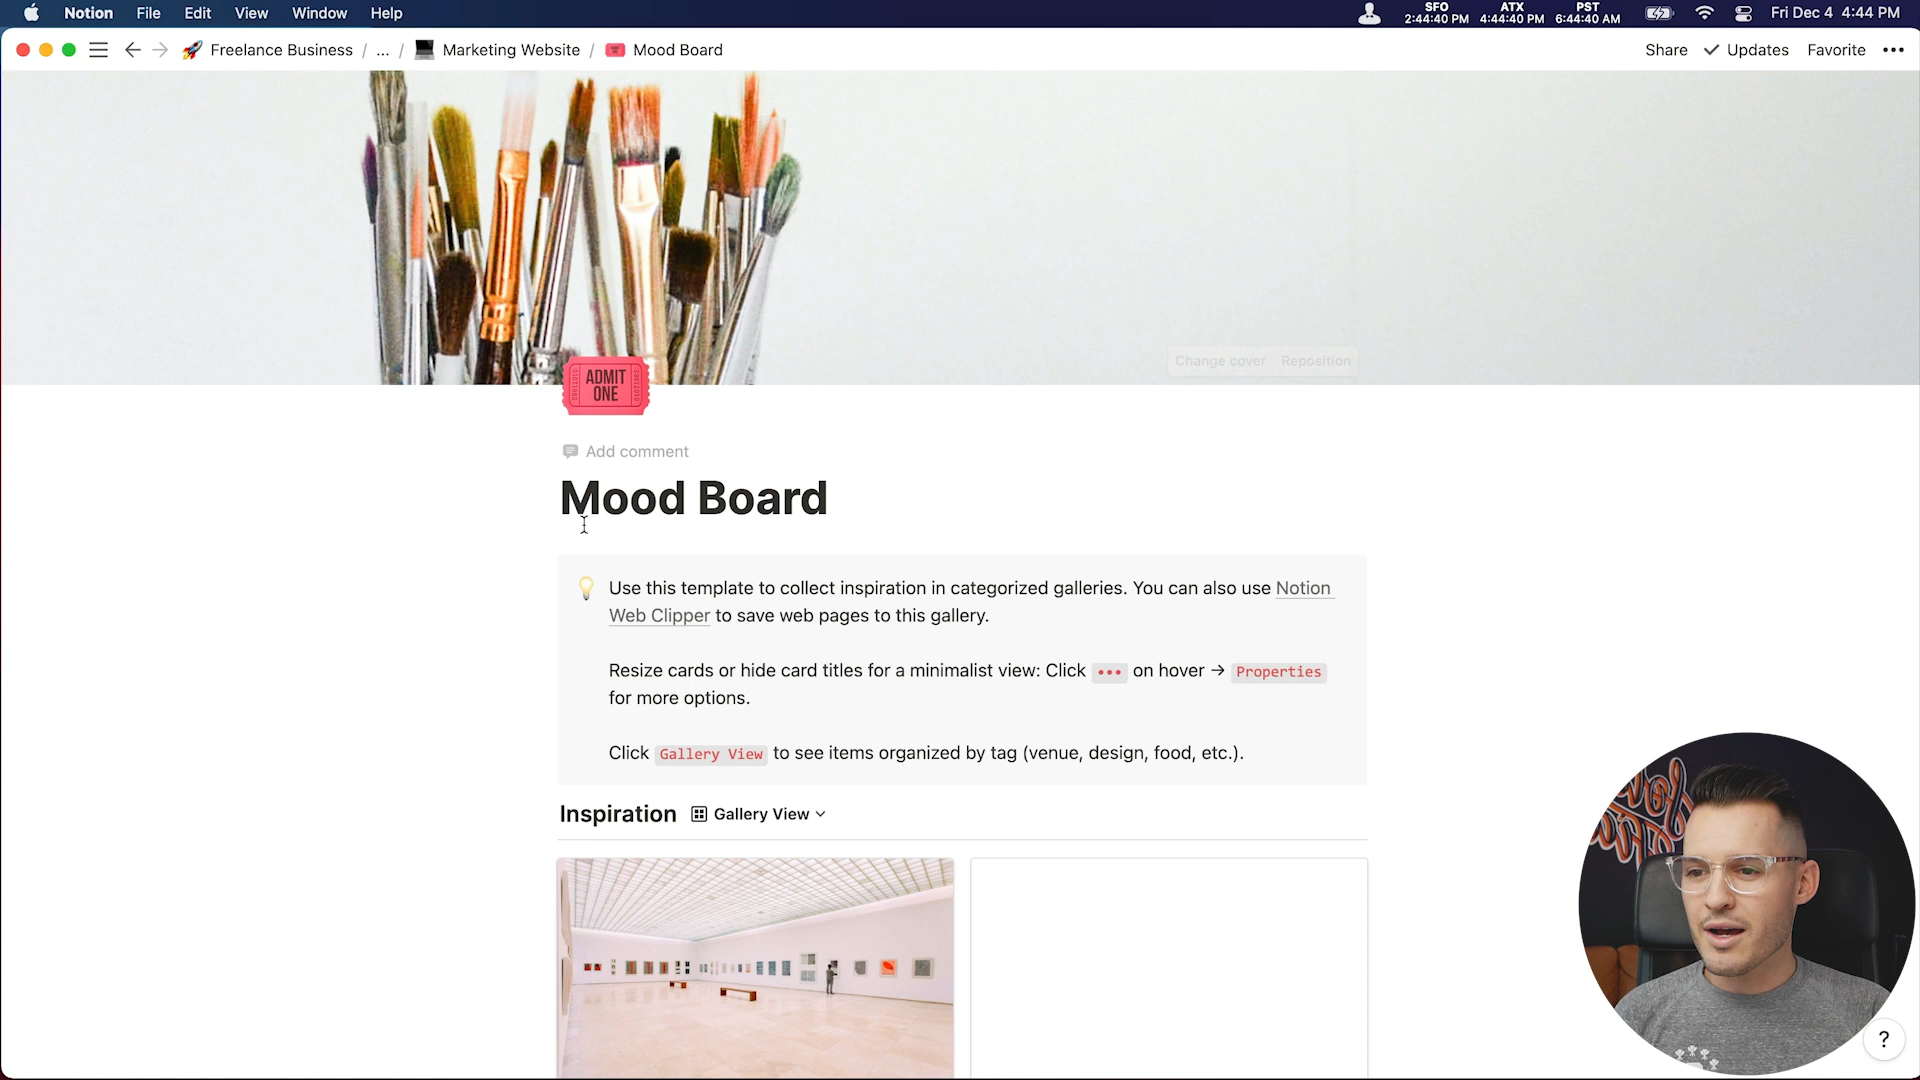 Notion File Edit View Window Help
SFO ATX PST
2:44:40 PM 4:44:40 PM 6:44:40 AM
Fri Dec 4 4:44 PM
Freelance Business / ... / Marketing Website / Mood Board
Share Updates Favorite •••
Change cover Reposition
ADMIT
ONE
Add comment
Mood Board
Use this template to collect inspiration in categorized galleries. You can also use Notion
Web Clipper to save web pages to this gallery.
Resize cards or hide card titles for a minimalist view: Click ••• on hover → Properties
for more options.
Click Gallery View to see items organized by tag (venue, design, food, etc.).
Inspiration Gallery View
?